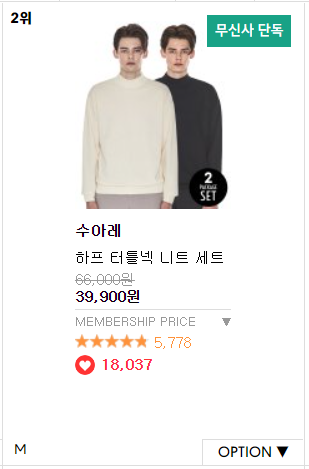 2위
무신사 단독
2
PACKAGE
SET
수아레
하프 터틀넥 니트 세트
66,000원
39,900원
MEMBERSHIP PRICE ▼
★★★★★ 5,778
18,037
M
OPTION ▼